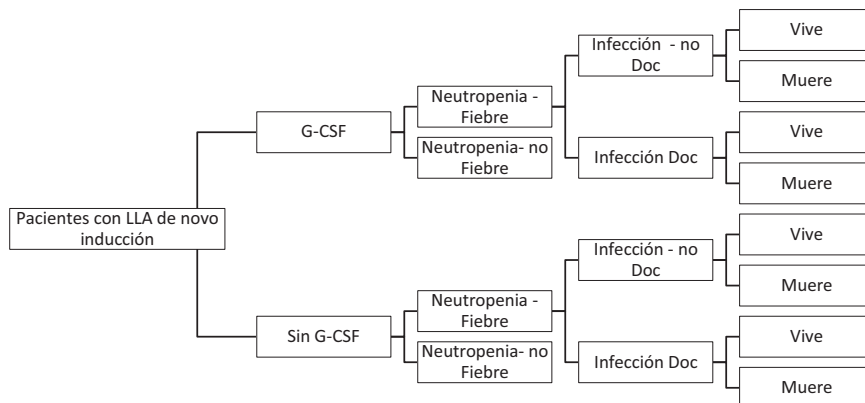 Pacientes con LLA de novo
inducción
G-CSF
Neutropenia -
Fiebre
Infección - no
Doc
Vive
Muere
Infección Doc
Vive
Muere
Neutropenia- no
Fiebre
Sin G-CSF
Neutropenia -
Fiebre
Infección - no
Doc
Vive
Muere
Infección Doc
Vive
Muere
Neutropenia- no
Fiebre